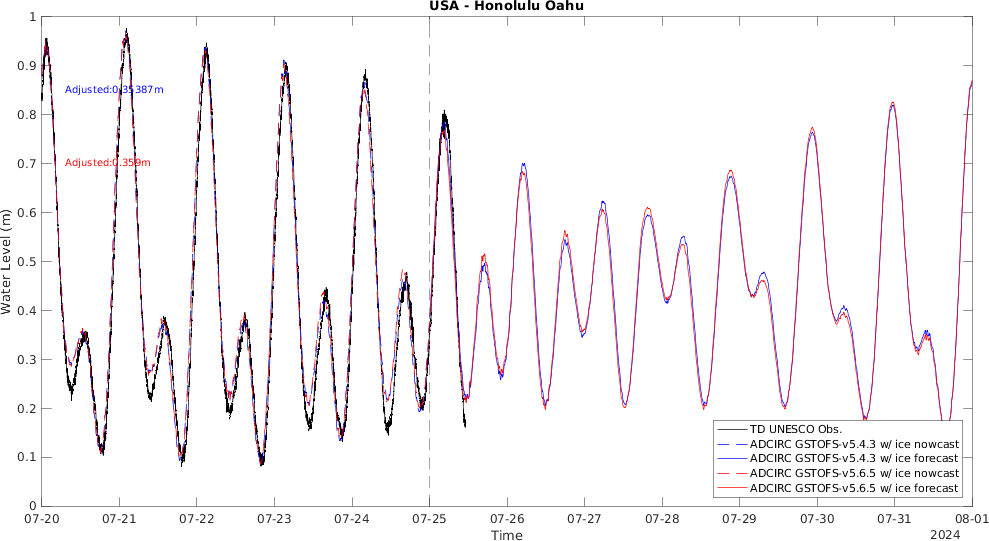 USA - Honolulu Oahu
1
0.9
0.8
0.7
0.6
0.5
0.4
0.3
0.2
0.1
0
Water Level (m)
Adjusted:0.35387m
Adjusted:0.359m
TD UNESCO Obs.
ADCIRC GSTOFS-v5.4.3 w/ ice nowcast
ADCIRC GSTOFS-v5.4.3 w/ ice forecast
ADCIRC GSTOFS-v5.6.5 w/ ice nowcast
ADCIRC GSTOFS-v5.6.5 w/ ice forecast
07-20 07-21 07-22 07-23 07-24 07-25 07-26 07-27 07-28 07-29 07-30 07-31 08-01
Time
2024